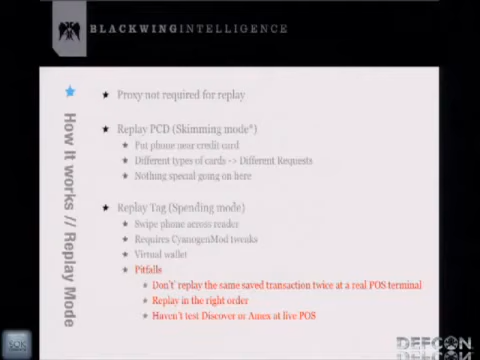 BLACKWINGINTELLIGENCE
How It works // Replay Mode
Proxy not required for replay
Replay PCD (Skimming mode*)
Put phone near credit card
Different types of cards -> Different Requests
Nothing special going on here
Replay Tag (Spending mode)
Swipe phone across reader
Requires CyanogenMod tweaks
Virtual wallet
Pitfalls
Don't replay the same saved transaction twice at a real POS terminal
Replay in the right order
Haven't test Discover or Amex at live POS
DEFCON